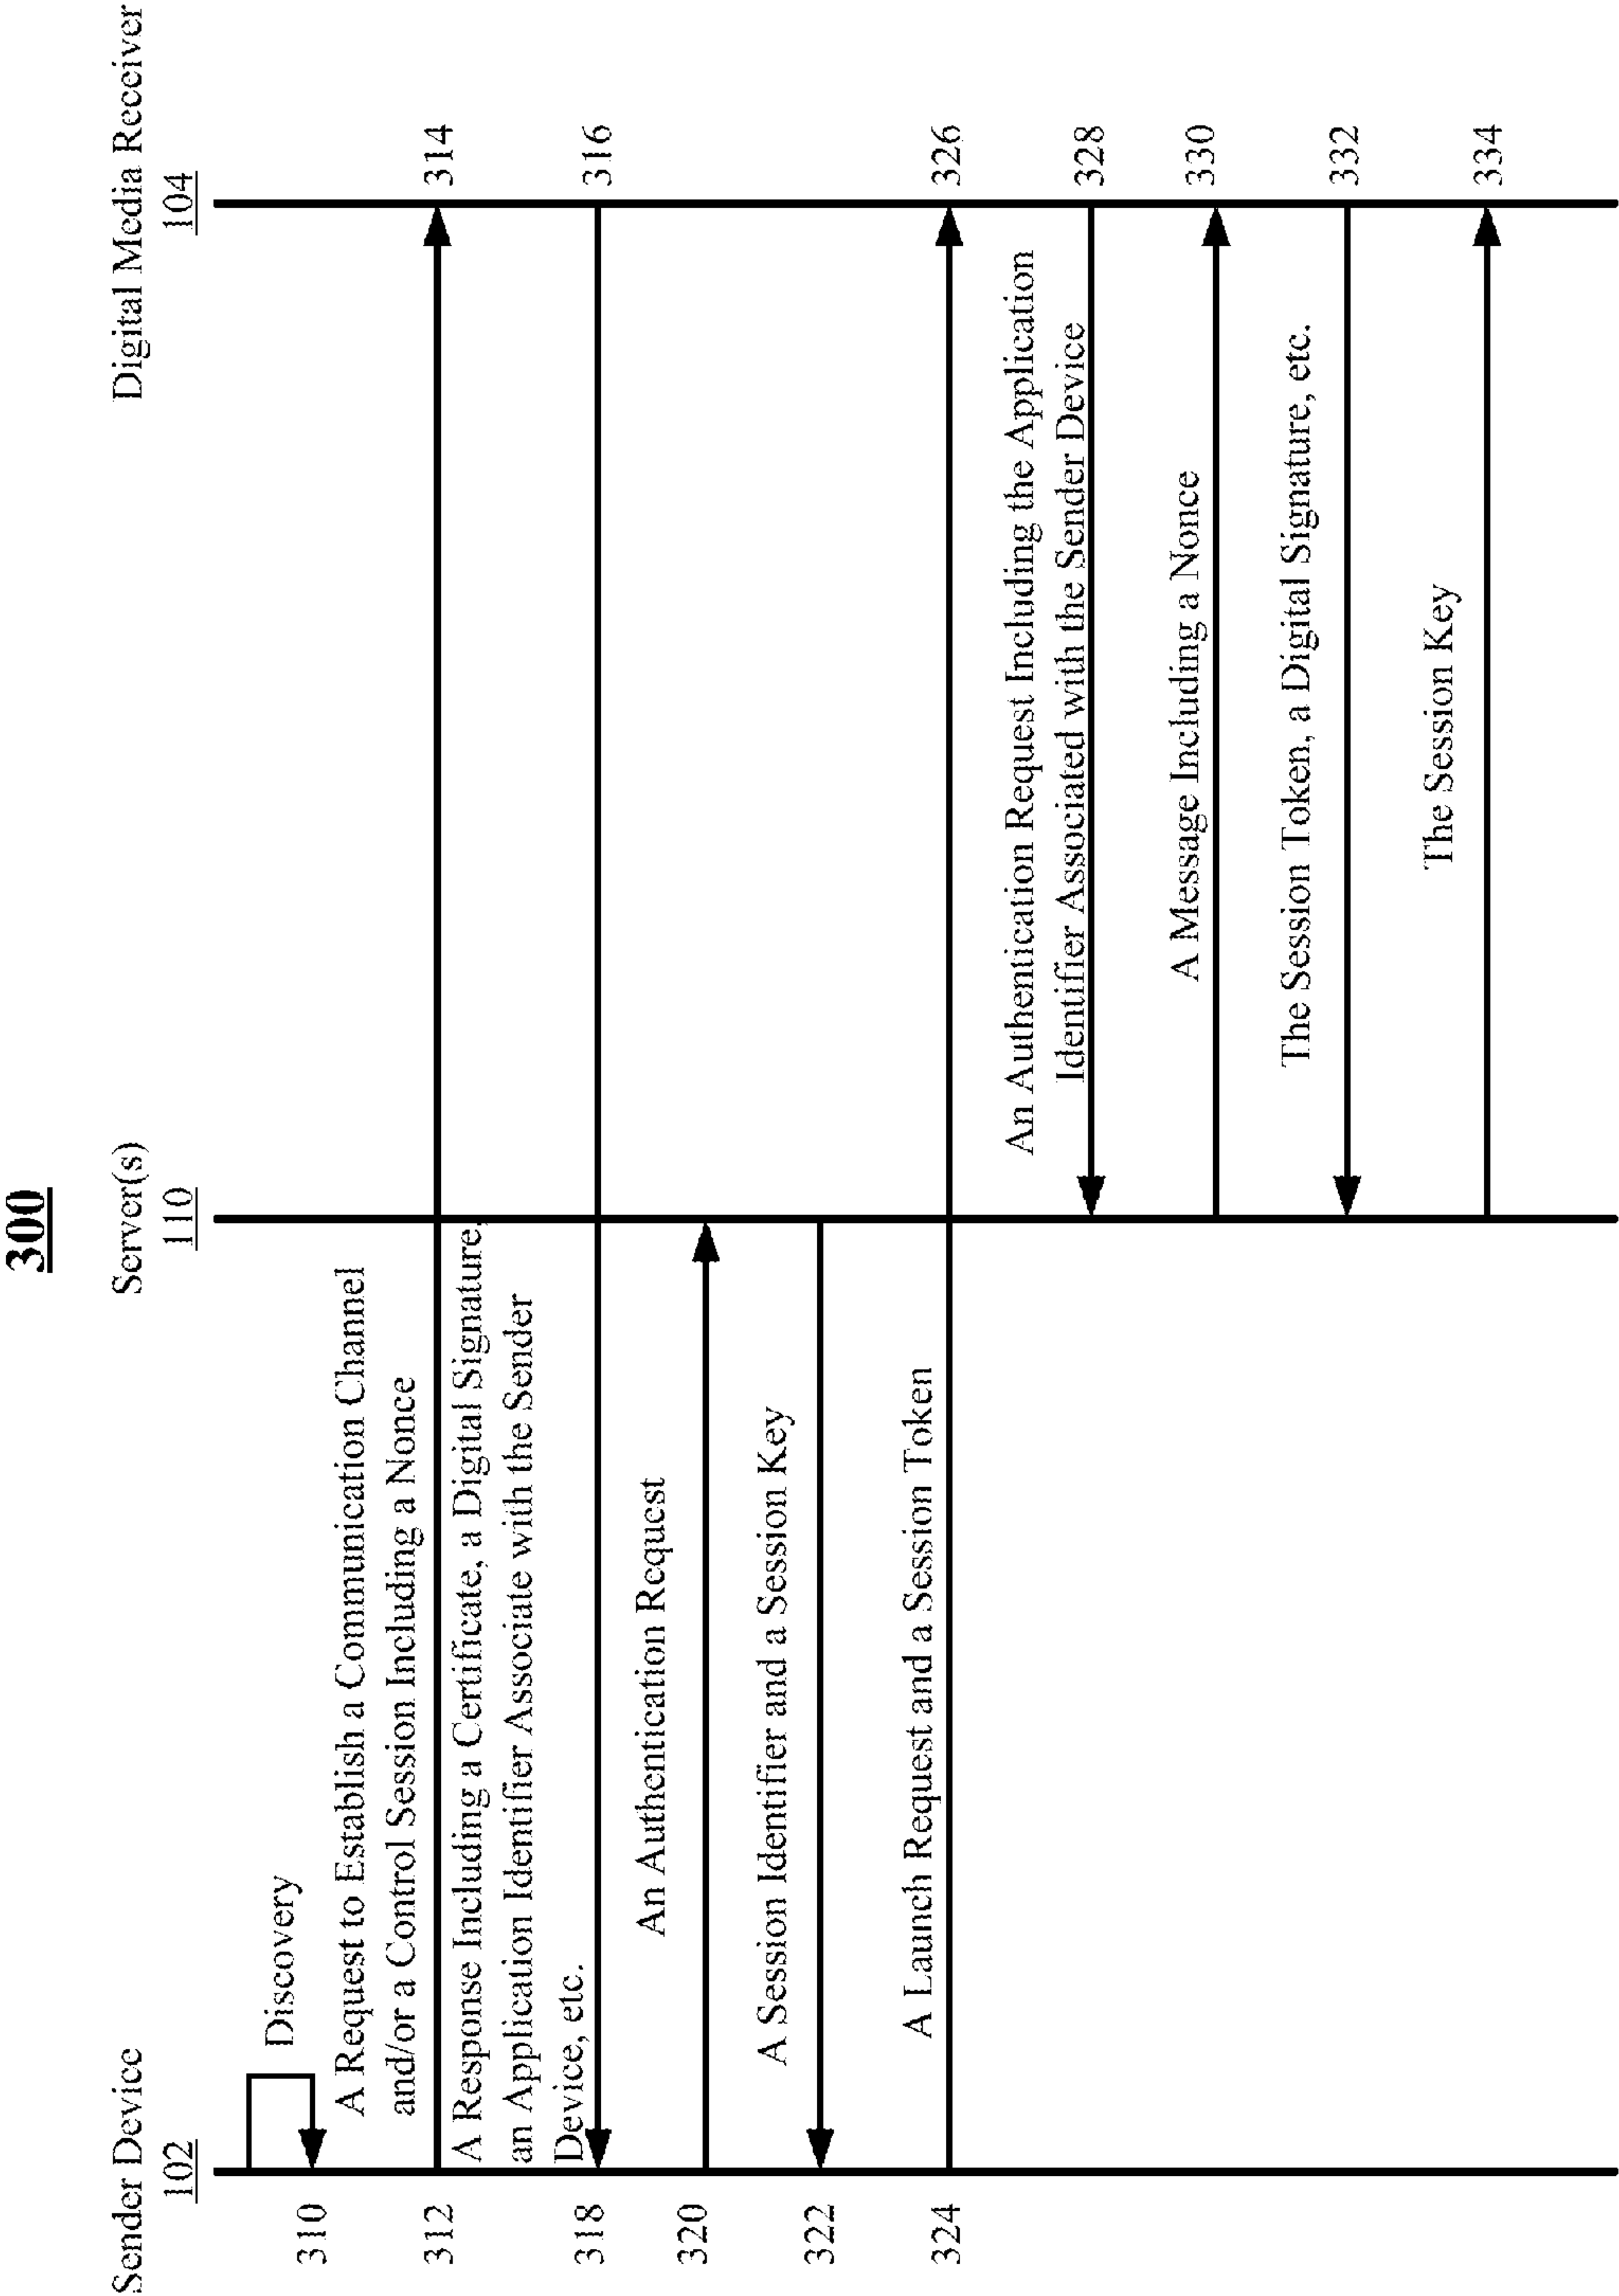 300
Sender Device
102
Server(s)
110
Digital Media Receiver
104
Discovery
310
A Request to Establish a Communication Channel
and/or a Control Session Including a Nonce
312
314
A Response Including a Certificate, a Digital Signature,
an Application Identifier Associate with the Sender
Device, etc.
318
316
An Authentication Request
320
A Session Identifier and a Session Key
322
A Launch Request and a Session Token
324
326
An Authentication Request Including the Application
Identifier Associated with the Sender Device
328
A Message Including a Nonce
330
The Session Token, a Digital Signature, etc.
332
The Session Key
334